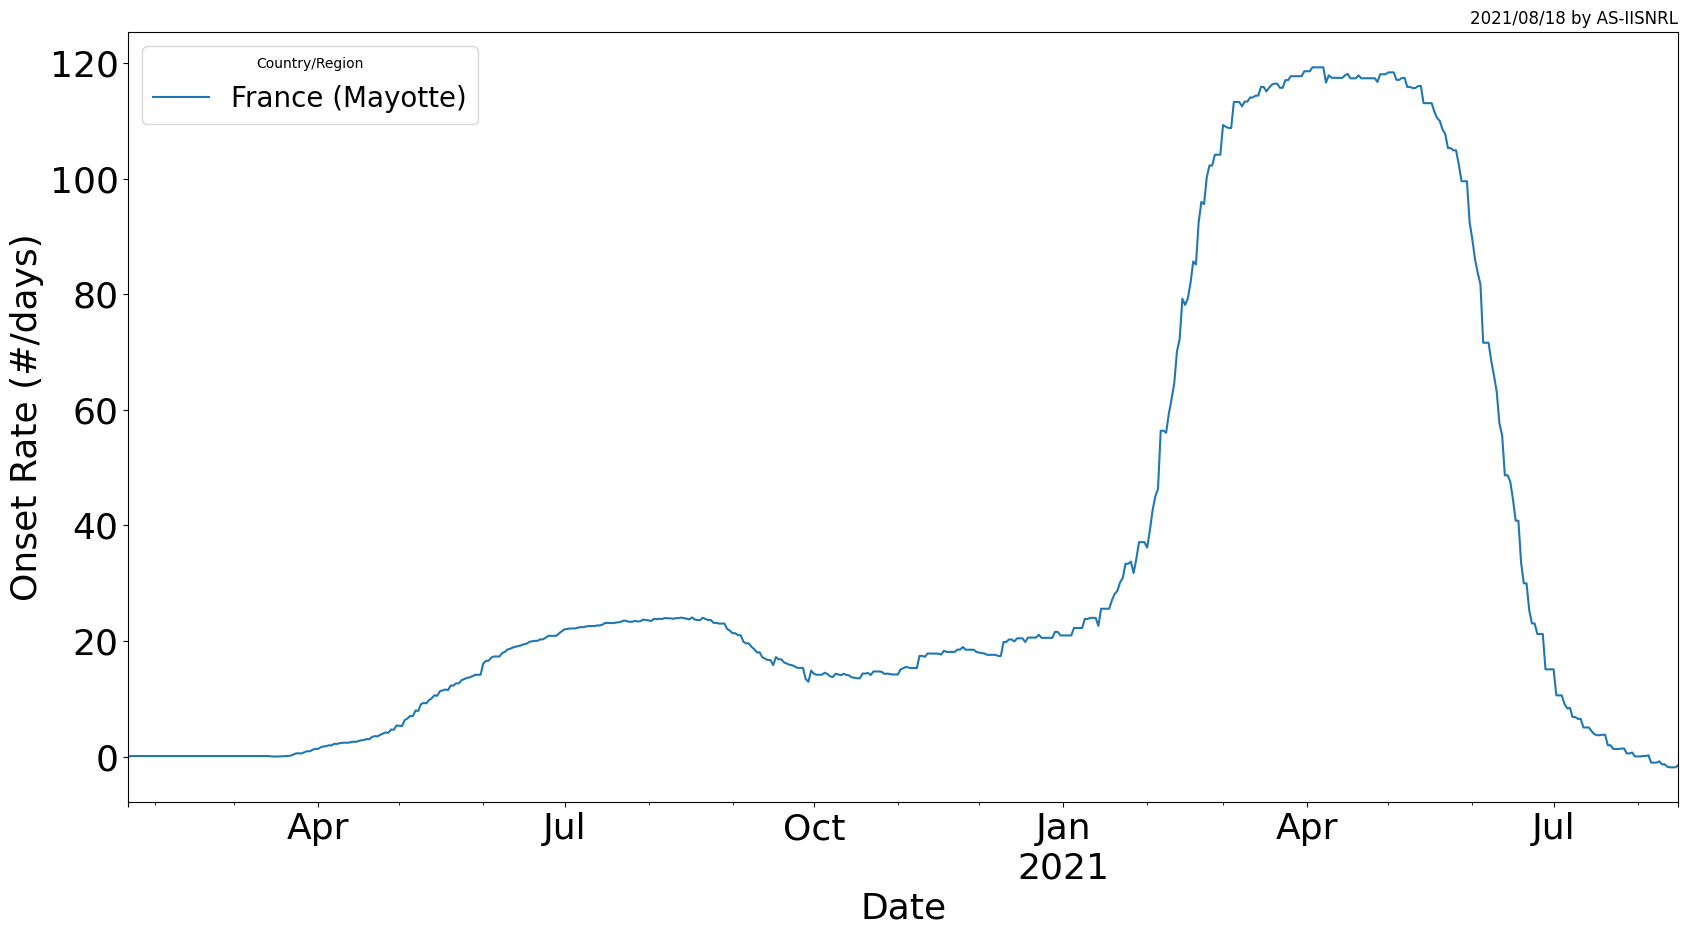 2021/08/18 by AS-IISNRL
Country/Region
France (Mayotte)
120
100
80
60
40
20
0
Onset Rate (#/days)
Apr
Jul
Oct
Jan
2021
Apr
Jul
Date